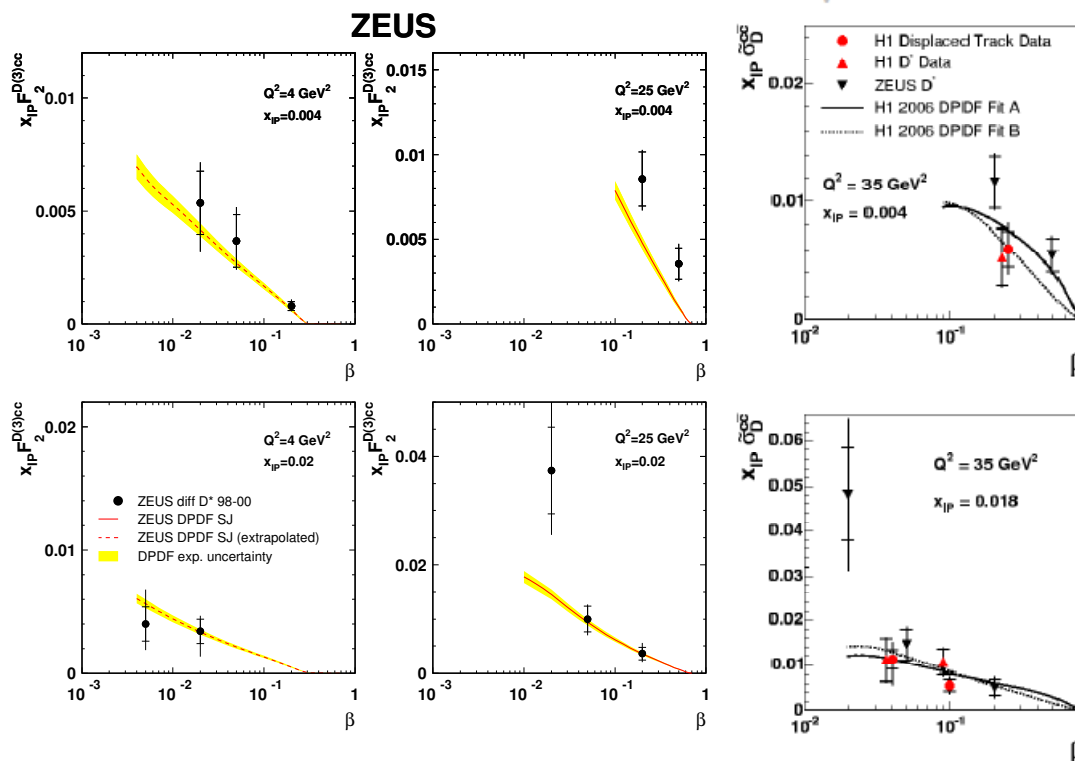 ZEUS
x_IP F_2^D(3)cc
0.01
0.005
0
Q²=4 GeV²
x_IP=0.004
10⁻³ 10⁻² 10⁻¹ 1
β
x_IP F_2^D(3)cc
0.015
0.01
0.005
0
Q²=25 GeV²
x_IP=0.004
10⁻³ 10⁻² 10⁻¹ 1
β
x_IP σ̃_D^cc̄
0.02
0.01
0
H1 Displaced Track Data
H1 D* Data
ZEUS D*
H1 2006 DPDF Fit A
H1 2006 DPDF Fit B
Q² = 35 GeV²
x_IP = 0.004
10⁻² 10⁻¹
x_IP F_2^D(3)cc
0.02
0.01
0
Q²=4 GeV²
x_IP=0.02
ZEUS diff D* 98-00
ZEUS DPDF SJ
ZEUS DPDF SJ (extrapolated)
DPDF exp. uncertainty
10⁻³ 10⁻² 10⁻¹ 1
β
x_IP F_2^D(3)cc
0.04
0.02
0
Q²=25 GeV²
x_IP=0.02
10⁻³ 10⁻² 10⁻¹ 1
β
x_IP σ̃_D^cc̄
0.06
0.05
0.04
0.03
0.02
0.01
0
Q² = 35 GeV²
x_IP = 0.018
10⁻² 10⁻¹